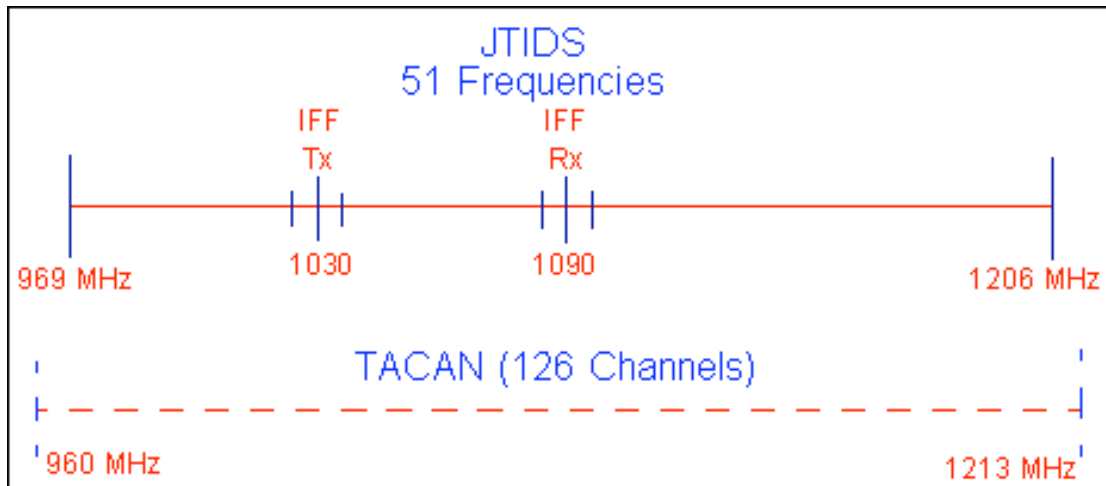 JTIDS
51 Frequencies
IFF IFF
Tx Rx
1030 1090
969 MHz 1206 MHz
TACAN (126 Channels)
960 MHz 1213 MHz